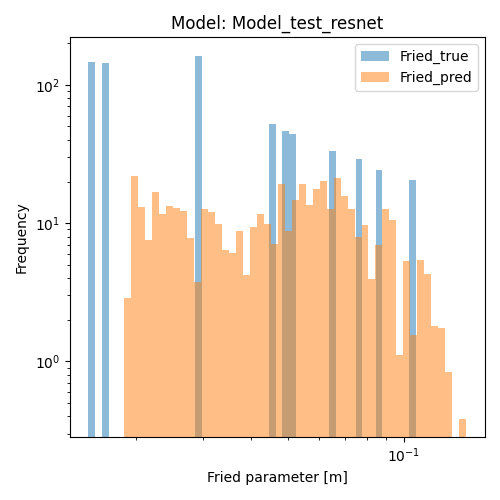 Model: Model_test_resnet
Fried_true
Fried_pred
Frequency
10²
10¹
10⁰
10⁻¹
Fried parameter [m]